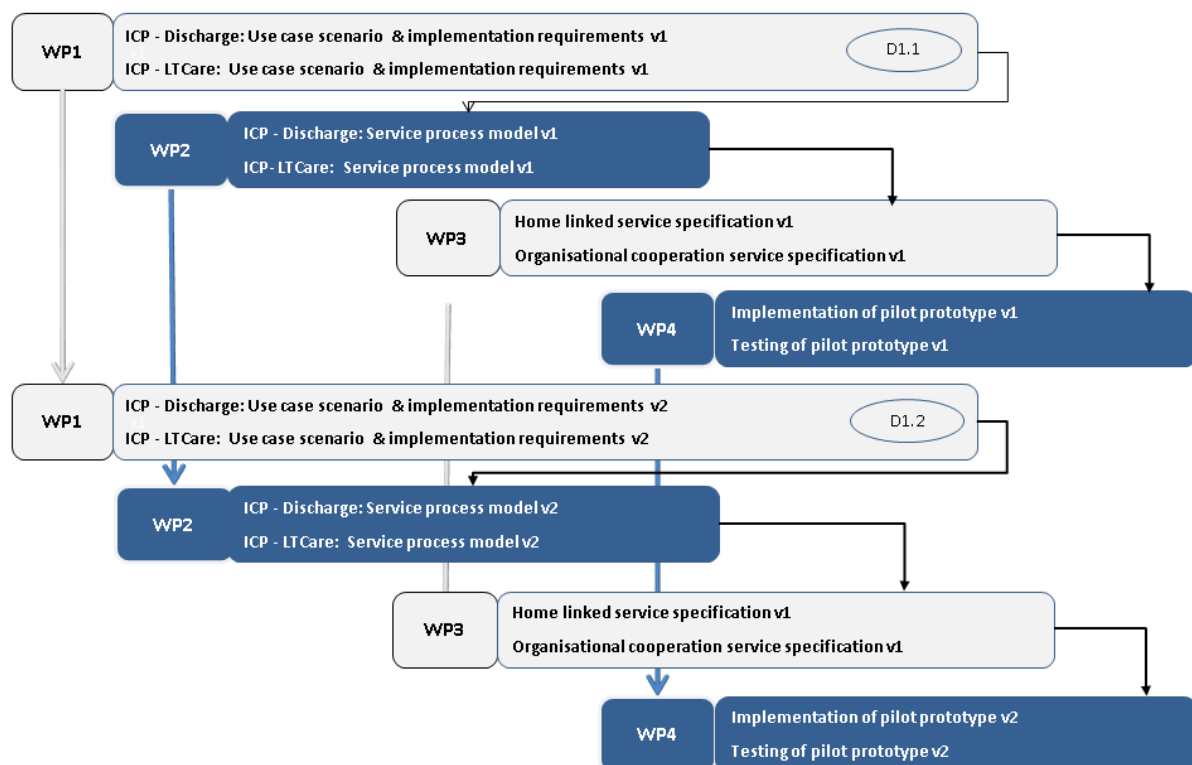 WP1
ICP - Discharge: Use case scenario & implementation requirements v1
ICP - LTCare: Use case scenario & implementation requirements v1
D1.1
WP2
ICP - Discharge: Service process model v1
ICP- LTCare: Service process model v1
WP3
Home linked service specification v1
Organisational cooperation service specification v1
WP4
Implementation of pilot prototype v1
Testing of pilot prototype v1
WP1
ICP - Discharge: Use case scenario & implementation requirements v2
ICP - LTCare: Use case scenario & implementation requirements v2
D1.2
WP2
ICP - Discharge: Service process model v2
ICP - LTCare: Service process model v2
WP3
Home linked service specification v1
Organisational cooperation service specification v1
WP4
Implementation of pilot prototype v2
Testing of pilot prototype v2